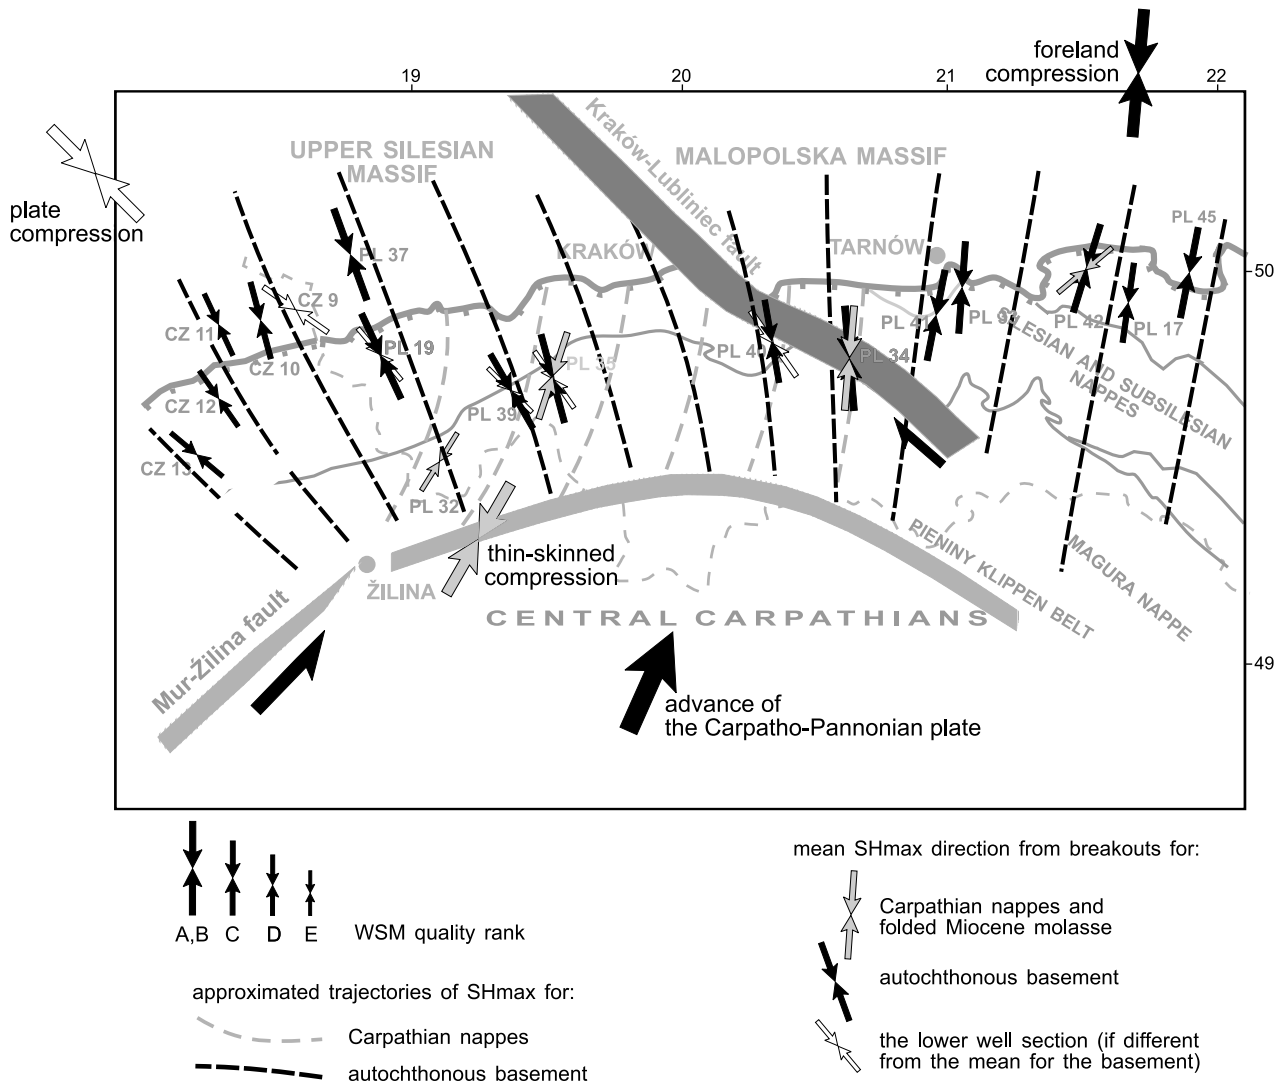 foreland
compression
19
20
21
22
plate
compression
UPPER SILESIAN
MASSIF
Kraków-Lubliniec fault
MALOPOLSKA MASSIF
PL 45
KRAKÓW
TARNÓW
50
PL 37
CZ 9
CZ 11
CZ 10
PL 19
PL 35
PL 40
PL 34
PL 42
PL 17
CZ 12
PL 39
SILESIAN AND SUBSILESIAN
NAPPES
CZ 13
PL 32
thin-skinned
compression
ŽILINA
PIENINY KLIPPEN BELT
MAGURA NAPPE
CENTRAL CARPATHIANS
Mur-Žilina fault
49
advance of
the Carpatho-Pannonian plate
A,B C D E WSM quality rank
approximated trajectories of SHmax for:
Carpathian nappes
autochthonous basement
mean SHmax direction from breakouts for:
Carpathian nappes and
folded Miocene molasse
autochthonous basement
the lower well section (if different
from the mean for the basement)